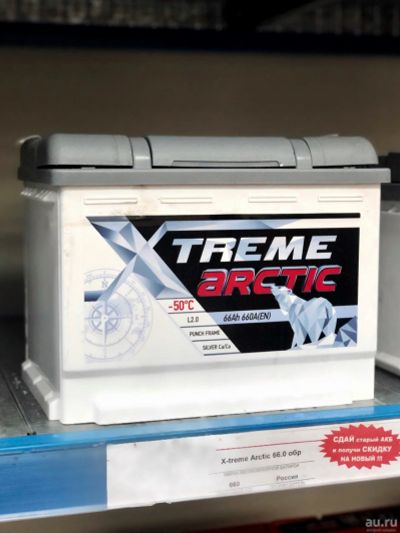 XTREME
ARCTIC
-50°C
L2.0
66Ah 660A(EN)
PUNCH FRAME
SILVER Ca/Ca
СДАЙ старый АКБ
и получи СКИДКУ
НА НОВЫЙ !!!
X-treme Arctic 66.0 обр
660 Россия
au.ru